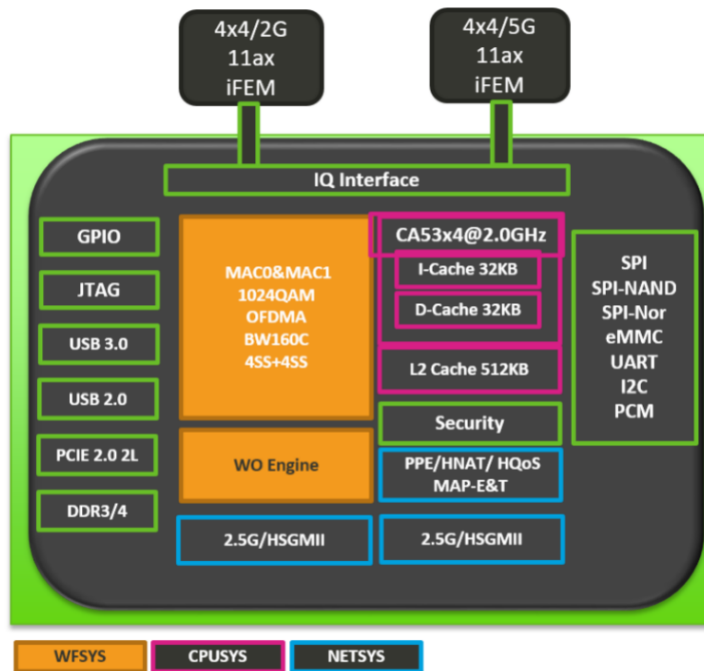 4x4/2G
11ax
iFEM
4x4/5G
11ax
iFEM
IQ Interface
GPIO
JTAG
USB 3.0
USB 2.0
PCIE 2.0 2L
DDR3/4
MAC0&MAC1
1024QAM
OFDMA
BW160C
4SS+4SS
WO Engine
2.5G/HSGMII
CA53x4@2.0GHz
I-Cache 32KB
D-Cache 32KB
L2 Cache 512KB
Security
PPE/HNAT/ HQoS
MAP-E&T
2.5G/HSGMII
SPI
SPI-NAND
SPI-Nor
eMMC
UART
I2C
PCM
WFSYS
CPUSYS
NETSYS